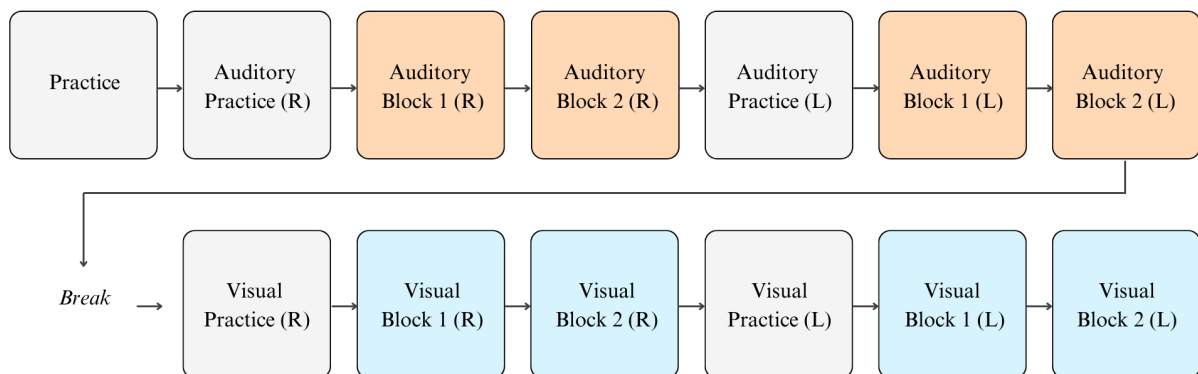 Practice
Auditory
Practice (R)
Auditory
Block 1 (R)
Auditory
Block 2 (R)
Auditory
Practice (L)
Auditory
Block 1 (L)
Auditory
Block 2 (L)
Break
Visual
Practice (R)
Visual
Block 1 (R)
Visual
Block 2 (R)
Visual
Practice (L)
Visual
Block 1 (L)
Visual
Block 2 (L)